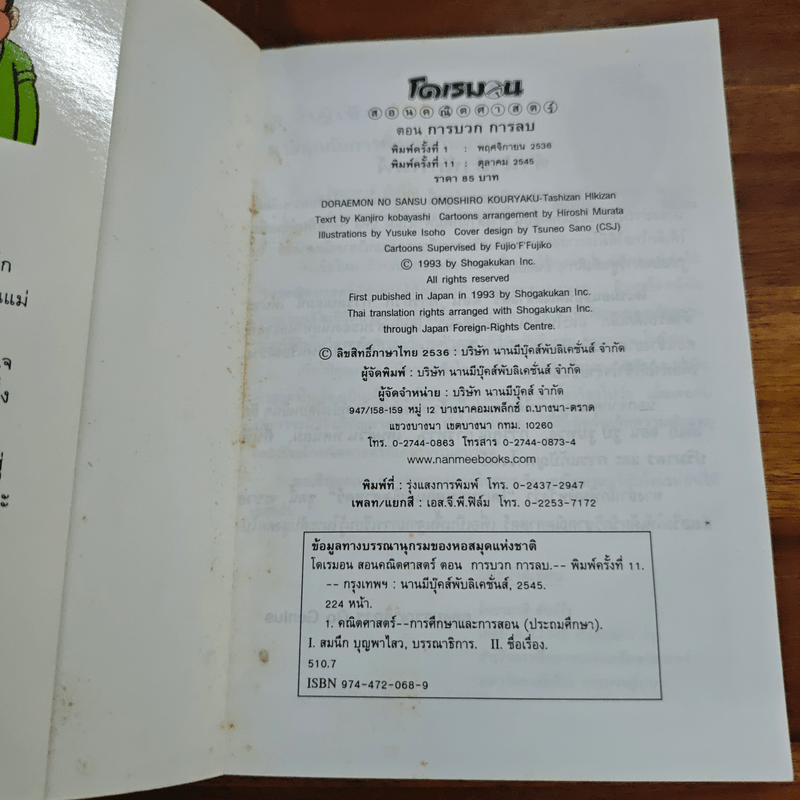 ก
นแม่
โดเรมอน
สอนคณิตศาสตร์
ตอน การบวก การลบ
พิมพ์ครั้งที่ 1 : พฤศจิกายน 2536
พิมพ์ครั้งที่ 11 : ตุลาคม 2545
ราคา 85 บาท
DORAEMON NO SANSU OMOSHIRO KOURYAKU-Tashizan HIkizan
Texrt by Kanjiro kobayashi Cartoons arrangement by Hiroshi Murata
Illustrations by Yusuke Isoho Cover design by Tsuneo Sano (CSJ)
Cartoons Supervised by Fujio'F'Fujiko
© 1993 by Shogakukan Inc.
All rights reserved
First pubished in Japan in 1993 by Shogakukan Inc.
Thai translation rights arranged with Shogakukan Inc.
through Japan Foreign-Rights Centre.
© ลิขสิทธิ์ภาษาไทย 2536 : บริษัท นานมีบุ๊คส์พับลิเคชั่นส์ จำกัด
ผู้จัดพิมพ์ : บริษัท นานมีบุ๊คส์พับลิเคชั่นส์ จำกัด
ผู้จัดจำหน่าย : บริษัท นานมีบุ๊คส์ จำกัด
947/158-159 หมู่ 12 บางนาคอมเพล็กซ์ ถ.บางนา-ตราด
แขวงบางนา เขตบางนา กทม. 10260
โทร. 0-2744-0863 โทรสาร 0-2744-0873-4
www.nanmeebooks.com
พิมพ์ที่ : รุ่งแสงการพิมพ์ โทร. 0-2437-2947
เพลท/แยกสี : เอส.จี.พี.ฟิล์ม โทร. 0-2253-7172
ข้อมูลทางบรรณานุกรมของหอสมุดแห่งชาติ
โดเรมอน สอนคณิตศาสตร์ ตอน การบวก การลบ.-- พิมพ์ครั้งที่ 11.
-- กรุงเทพฯ : นานมีบุ๊คส์พับลิเคชั่นส์, 2545.
224 หน้า.
1. คณิตศาสตร์--การศึกษาและการสอน (ประถมศึกษา).
I. สมนึก บุญพาไสว, บรรณาธิการ. II. ชื่อเรื่อง.
510.7
ISBN 974-472-068-9